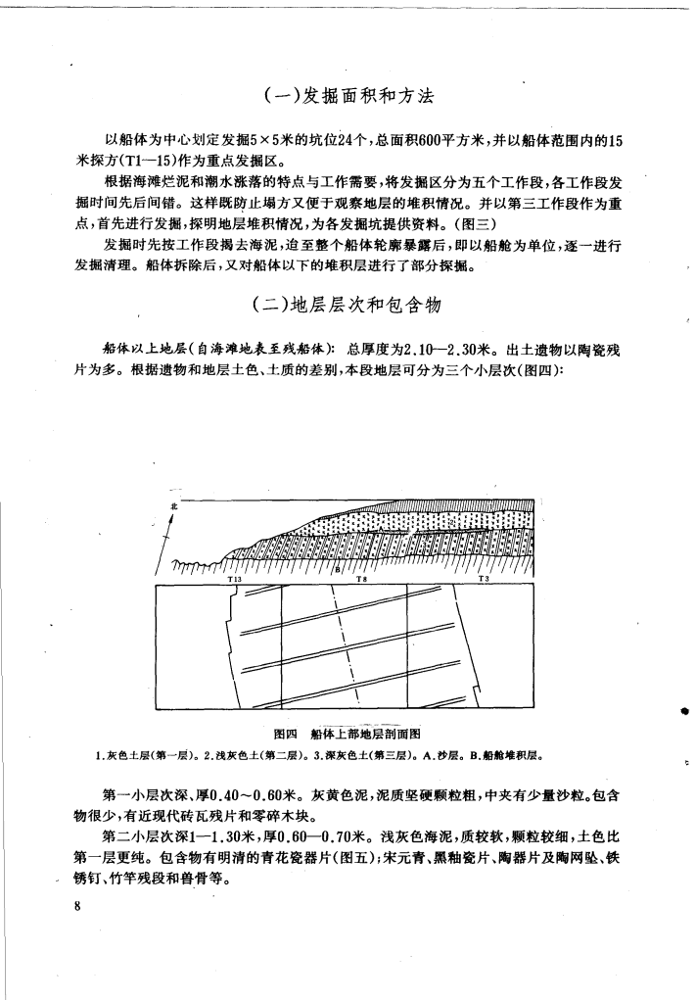 (一)发掘面积和方法
以船体为中心划定发掘5×5米的坑位24个,总面积600平方米,并以船体范围内的15
米探方(T1—15)作为重点发掘区。
根据海滩烂泥和潮水涨落的特点与工作需要,将发掘区分为五个工作段,各工作段发
掘时间先后间错。这样既防止塌方又便于观察地层的堆积情况。并以第三工作段作为重
点,首先进行发掘,探明地层堆积情况,为各发掘坑提供资料。(图三)
发掘时先按工作段揭去海泥,迨至整个船体轮廓暴露后,即以船舱为单位,逐一进行
发掘清理。船体拆除后,又对船体以下的堆积层进行了部分探掘。
(二)地层层次和包含物
船体以上地层(自海滩地表至残船体): 总厚度为2.10—2.30米。出土遗物以陶瓷残
片为多。根据遗物和地层土色、土质的差别,本段地层可分为三个小层次(图四):
北
B
T13 T8 T3
图四 船体上部地层剖面图
1.灰色土层(第一层)。2.浅灰色土(第二层)。3.深灰色土(第三层)。A.沙层。B.船舱堆积层。
第一小层次深、厚0.40~0.60米。灰黄色泥,泥质坚硬颗粒粗,中夹有少量沙粒。包含
物很少,有近现代砖瓦残片和零碎木块。
第二小层次深1—1.30米,厚0.60—0.70米。浅灰色海泥,质较软,颗粒较细,土色比
第一层更纯。包含物有明清的青花瓷器片(图五);宋元青、黑釉瓷片、陶器片及陶网坠、铁
锈钉、竹竿残段和兽骨等。
8